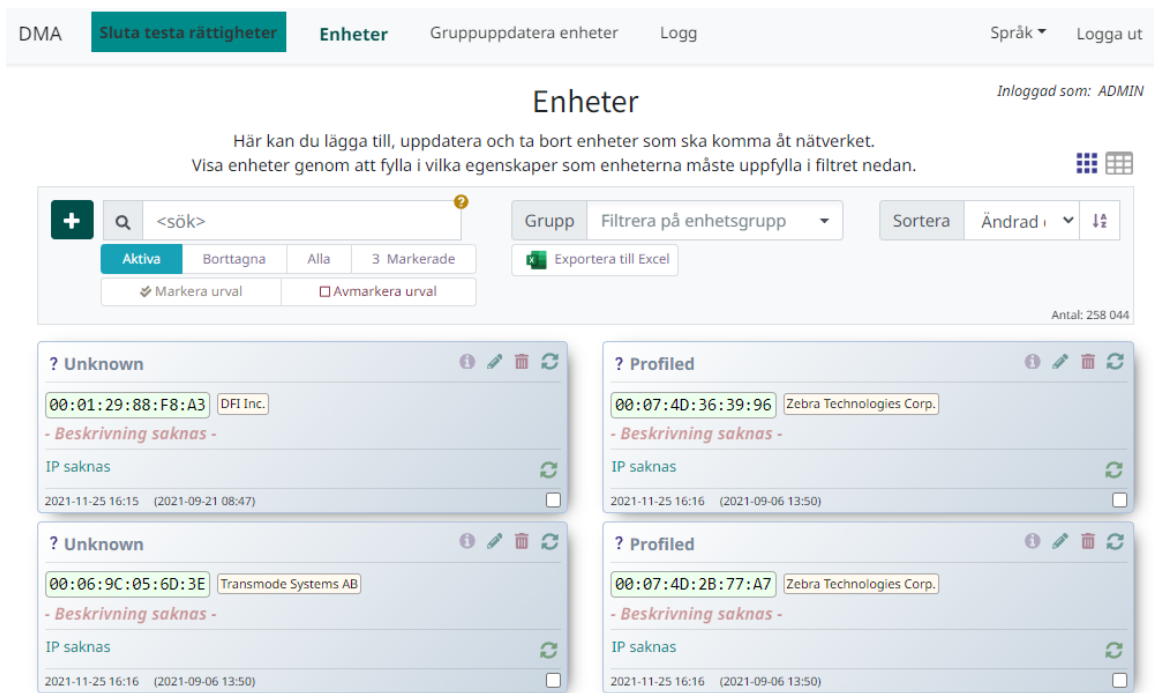 DMA Sluta testa rättigheter Enheter Gruppuppdatera enheter Logg Språk Logga ut
Inloggad som: ADMIN
Enheter
Här kan du lägga till, uppdatera och ta bort enheter som ska komma åt nätverket.
Visa enheter genom att fylla i vilka egenskaper som enheterna måste uppfylla i filtret nedan.
+ <sök> ? Grupp Filtrera på enhetsgrupp Sortera Ändrad
Aktiva Borttagna Alla 3 Markerade Exportera till Excel
Markera urval Avmarkera urval
Antal: 258 044
? Unknown
00:01:29:88:F8:A3 DFI Inc.
- Beskrivning saknas -
IP saknas
2021-11-25 16:15 (2021-09-21 08:47)
? Profiled
00:07:4D:36:39:96 Zebra Technologies Corp.
- Beskrivning saknas -
IP saknas
2021-11-25 16:16 (2021-09-06 13:50)
? Unknown
00:06:9C:05:6D:3E Transmode Systems AB
- Beskrivning saknas -
IP saknas
2021-11-25 16:16 (2021-09-06 13:50)
? Profiled
00:07:4D:2B:77:A7 Zebra Technologies Corp.
- Beskrivning saknas -
IP saknas
2021-11-25 16:16 (2021-09-06 13:50)